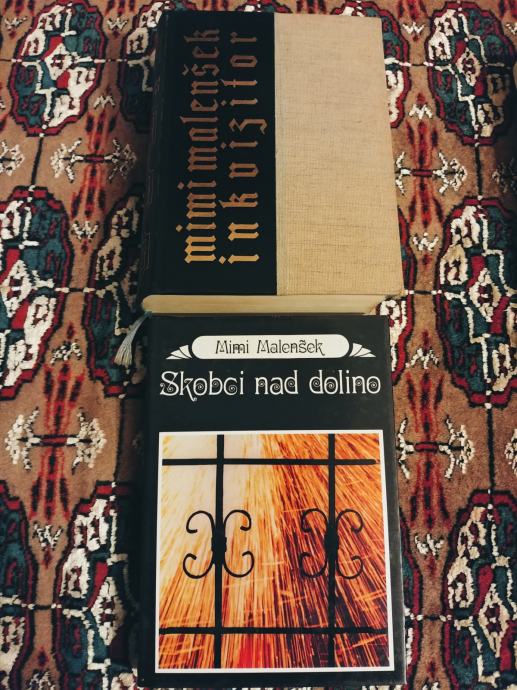 mimi malenšek
inkvizitor
Mimi Malenšek
Skobci nad dolino